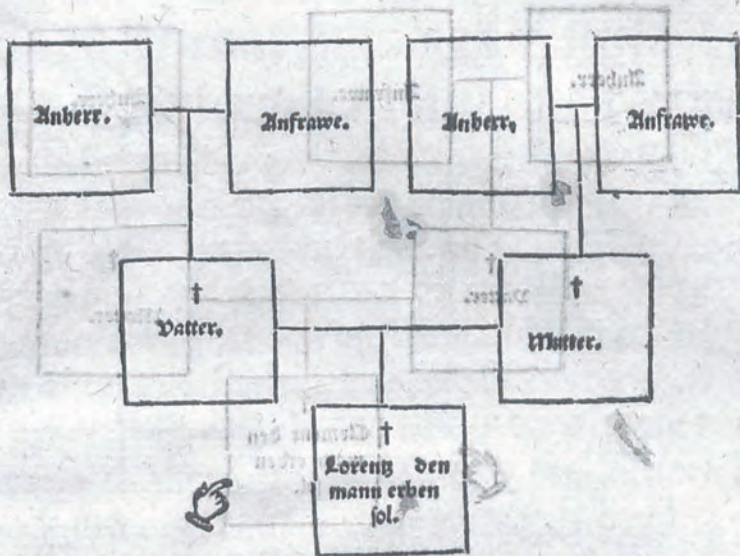 Anherr.
Anfrawe.
Anherr.
Anfrawe.
†
Vatter.
†
Mutter.
†
Lorentz den
mann erben
sol.